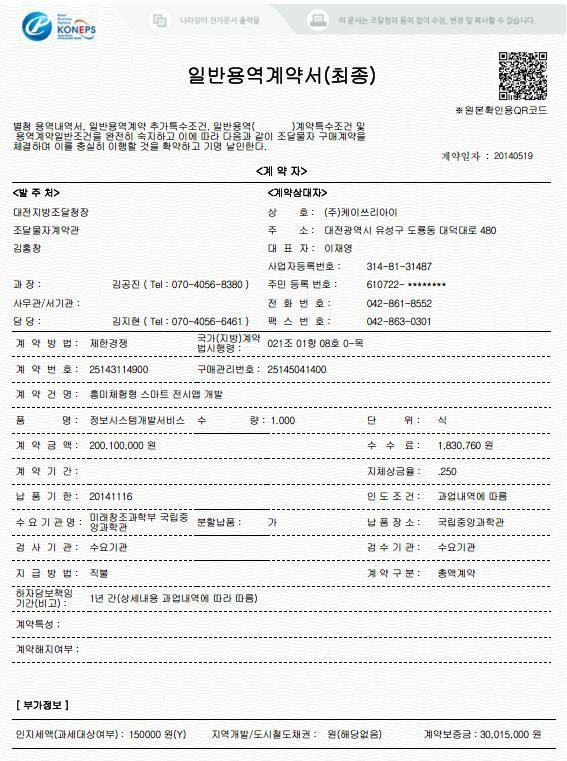 Korea
Business
Platform
KONEPS
나라장터 전자문서 출력물
이 문서는 조달청의 동의 없이 수정, 변경 및 복사할 수 없습니다.
일반용역계약서(최종)
※원본확인용QR코드
별첨 용역내역서, 일반용역계약 추가특수조건, 일반용역( )계약특수조건 및
용역계약일반조건을 완전히 숙지하고 이에 따라 다음과 같이 조달물자 구매계약을
체결하며 이를 충실히 이행할 것을 확약하고 기명 날인한다.
계약일자 : 20140519
<계 약 자>
<발 주 처> <계약상대자>
대전지방조달청장 상 호 : (주)케이쓰리아이
조달물자계약관 주 소 : 대전광역시 유성구 도룡동 대덕대로 480
김홍창 대 표 자 : 이재영
사업자등록번호 : 314-81-31487
과 장 : 김공진 ( Tel : 070-4056-8380 ) 주민 등록 번호 : 610722- ********
사무관/서기관 : 전 화 번 호 : 042-861-8552
담 당 : 김지현 ( Tel : 070-4056-6461 ) 팩 스 번 호 : 042-863-0301
계 약 방 법 : 제한경쟁 국가(지방)계약법시행령 : 021조 01항 08호 0-목
계 약 번 호 : 25143114900 구매관리번호 : 25145041400
계 약 건 명 : 흥미체험형 스마트 전시앱 개발
품 명 : 정보시스템개발서비스 수 량 : 1.000 단 위 : 식
계 약 금 액 : 200,100,000 원 수 수 료 : 1,830,760 원
계 약 기 간 : 지체상금율 : .250
납 품 기 한 : 20141116 인 도 조 건 : 과업내역에 따름
수 요 기 관 명 : 미래창조과학부 국립중앙과학관 분할납품 : 가 납 품 장 소 : 국립중앙과학관
검 사 기 관 : 수요기관 검 수 기 관 : 수요기관
지 급 방 법 : 직불 계 약 구 분 : 총액계약
하자담보책임
기간(비고) : 1년 간(상세내용 과업내역에 따라 따름)
계약특성 :
계약해지여부 :
[ 부가정보 ]
인지세액(과세대상여부) : 150000 원(Y) 지역개발/도시철도채권 : 원(해당없음) 계약보증금 : 30,015,000 원